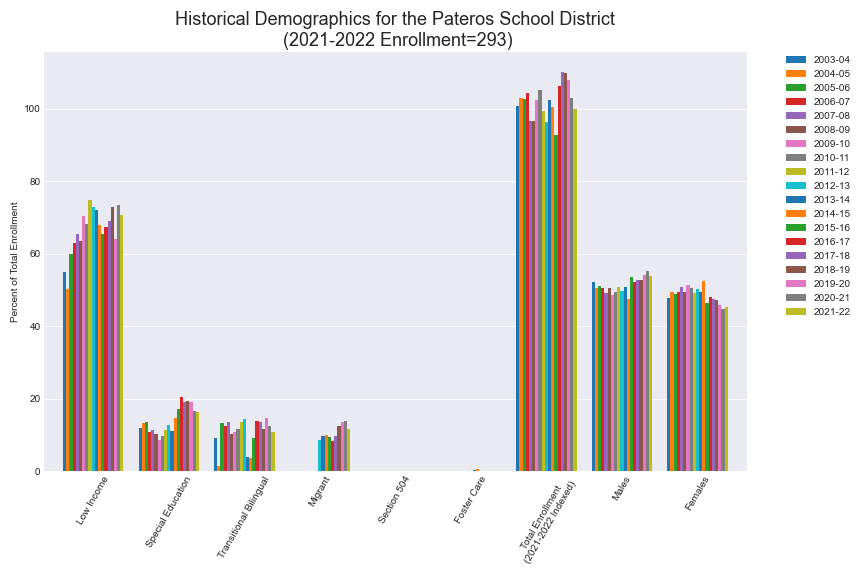 Historical Demographics for the Pateros School District
(2021-2022 Enrollment=293)
Percent of Total Enrollment
100
80
60
40
20
0
Low Income
Special Education
Transitional Bilingual
Migrant
Section 504
Foster Care
Total Enrollment
(2021-2022 Indexed)
Males
Females
2003-04
2004-05
2005-06
2006-07
2007-08
2008-09
2009-10
2010-11
2011-12
2012-13
2013-14
2014-15
2015-16
2016-17
2017-18
2018-19
2019-20
2020-21
2021-22